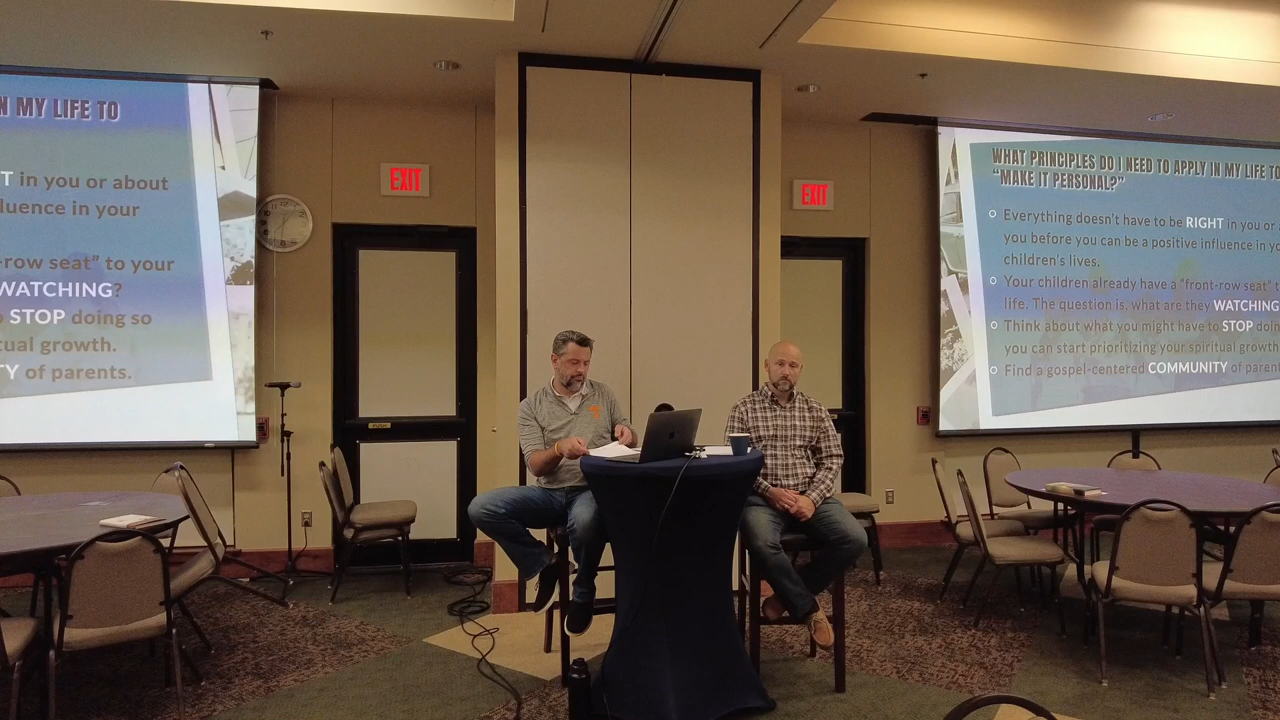 N MY LIFE TO
T in you or about
luence in your
-row seat" to your
WATCHING?
STOP doing so
tual growth.
TY of parents.
EXIT
PUSH
EXIT
WHAT PRINCIPLES DO I NEED TO APPLY IN MY LIFE TO
"MAKE IT PERSONAL?"
Everything doesn't have to be RIGHT in you or
you before you can be a positive influence in yo
children's lives.
Your children already have a "front-row seat" t
life. The question is, what are they WATCHING
Think about what you might have to STOP doin
you can start prioritizing your spiritual growth
Find a gospel-centered COMMUNITY of paren